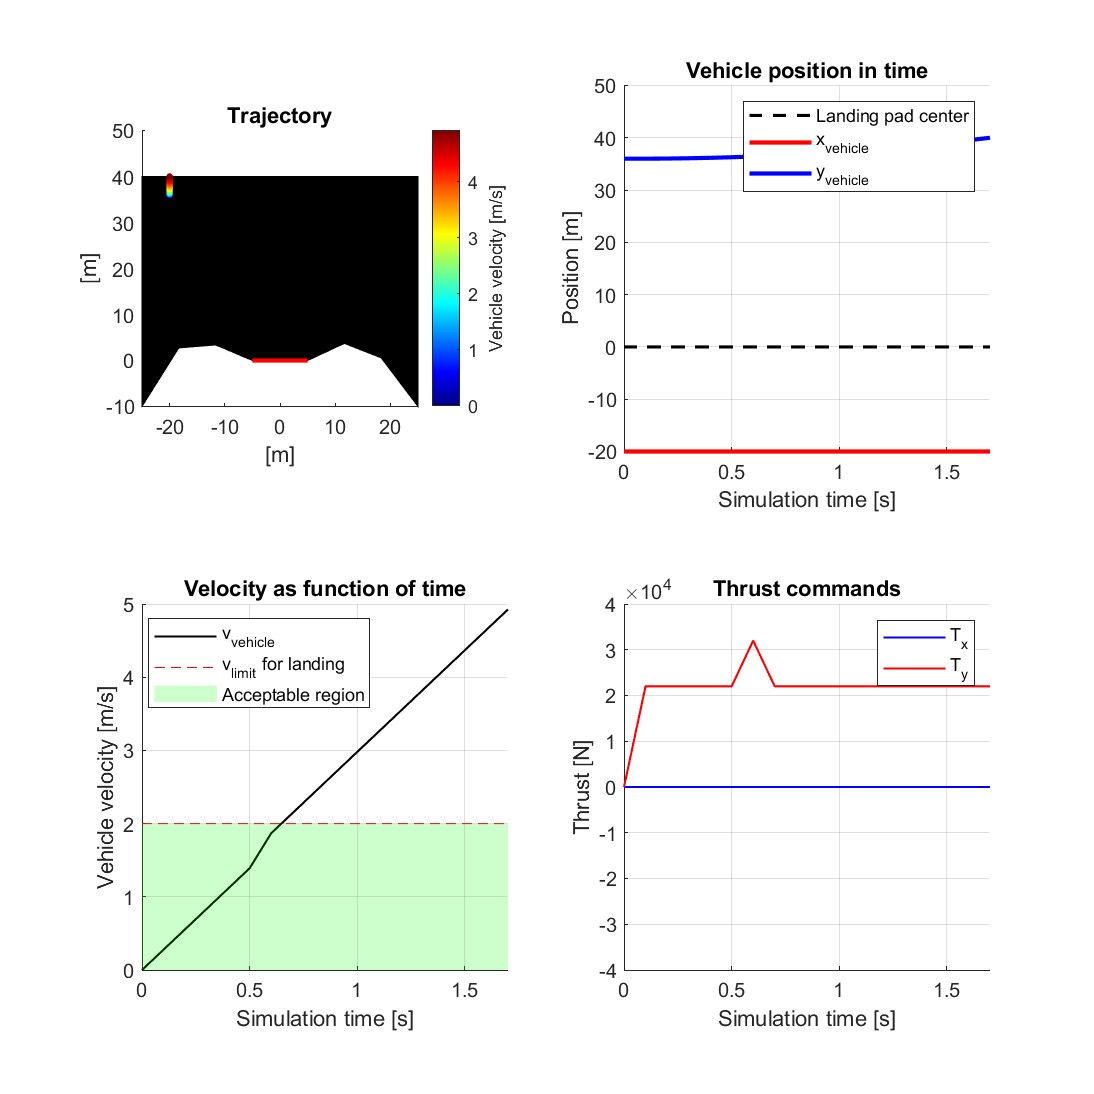 Trajectory
50
40
30
20
10
0
-10
[m]
-20 -10 0 10 20
[m]
4
3
2
1
0
Vehicle velocity [m/s]
Vehicle position in time
50
40
30
20
10
0
-10
-20
Position [m]
Landing pad center
x_vehicle
y_vehicle
0 0.5 1 1.5
Simulation time [s]
Velocity as function of time
5
4
3
2
1
0
Vehicle velocity [m/s]
v_vehicle
v_limit for landing
Acceptable region
0 0.5 1 1.5
Simulation time [s]
×10^4
Thrust commands
4
3
2
1
0
-1
-2
-3
-4
Thrust [N]
T_x
T_y
0 0.5 1 1.5
Simulation time [s]